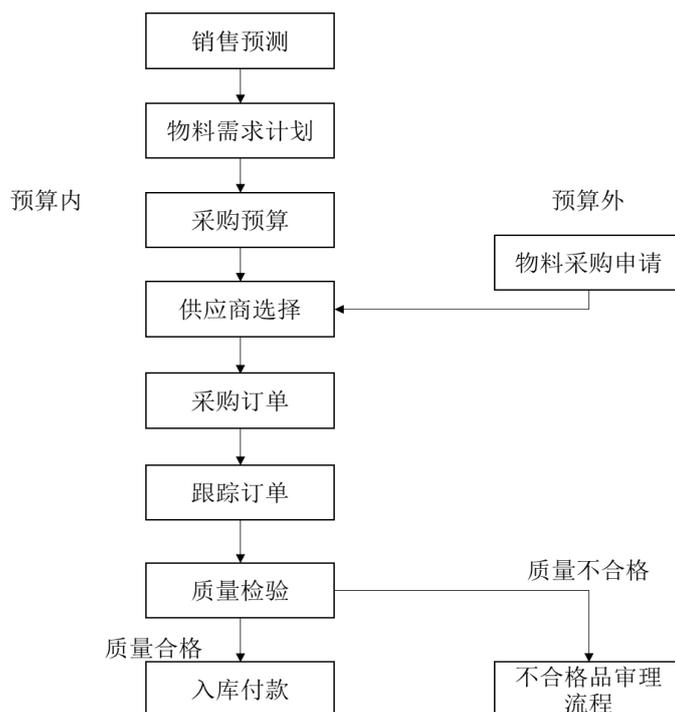 销售预测
物料需求计划
预算内
预算外
采购预算
物料采购申请
供应商选择
采购订单
跟踪订单
质量不合格
质量检验
质量合格
入库付款
不合格品审理
流程